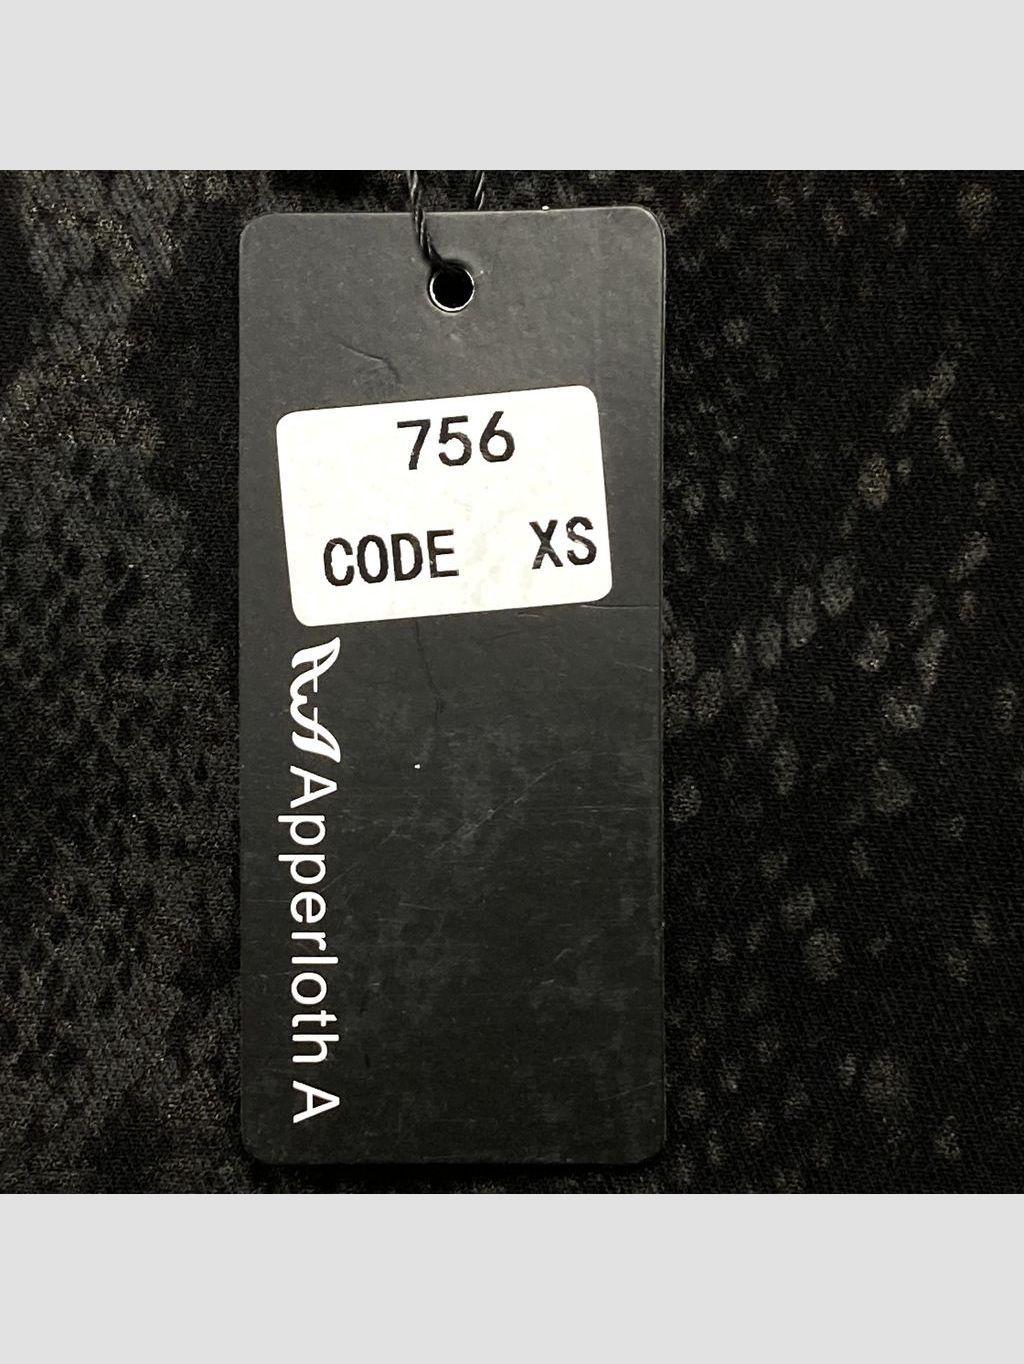 756
CODE XS
Apperloth A